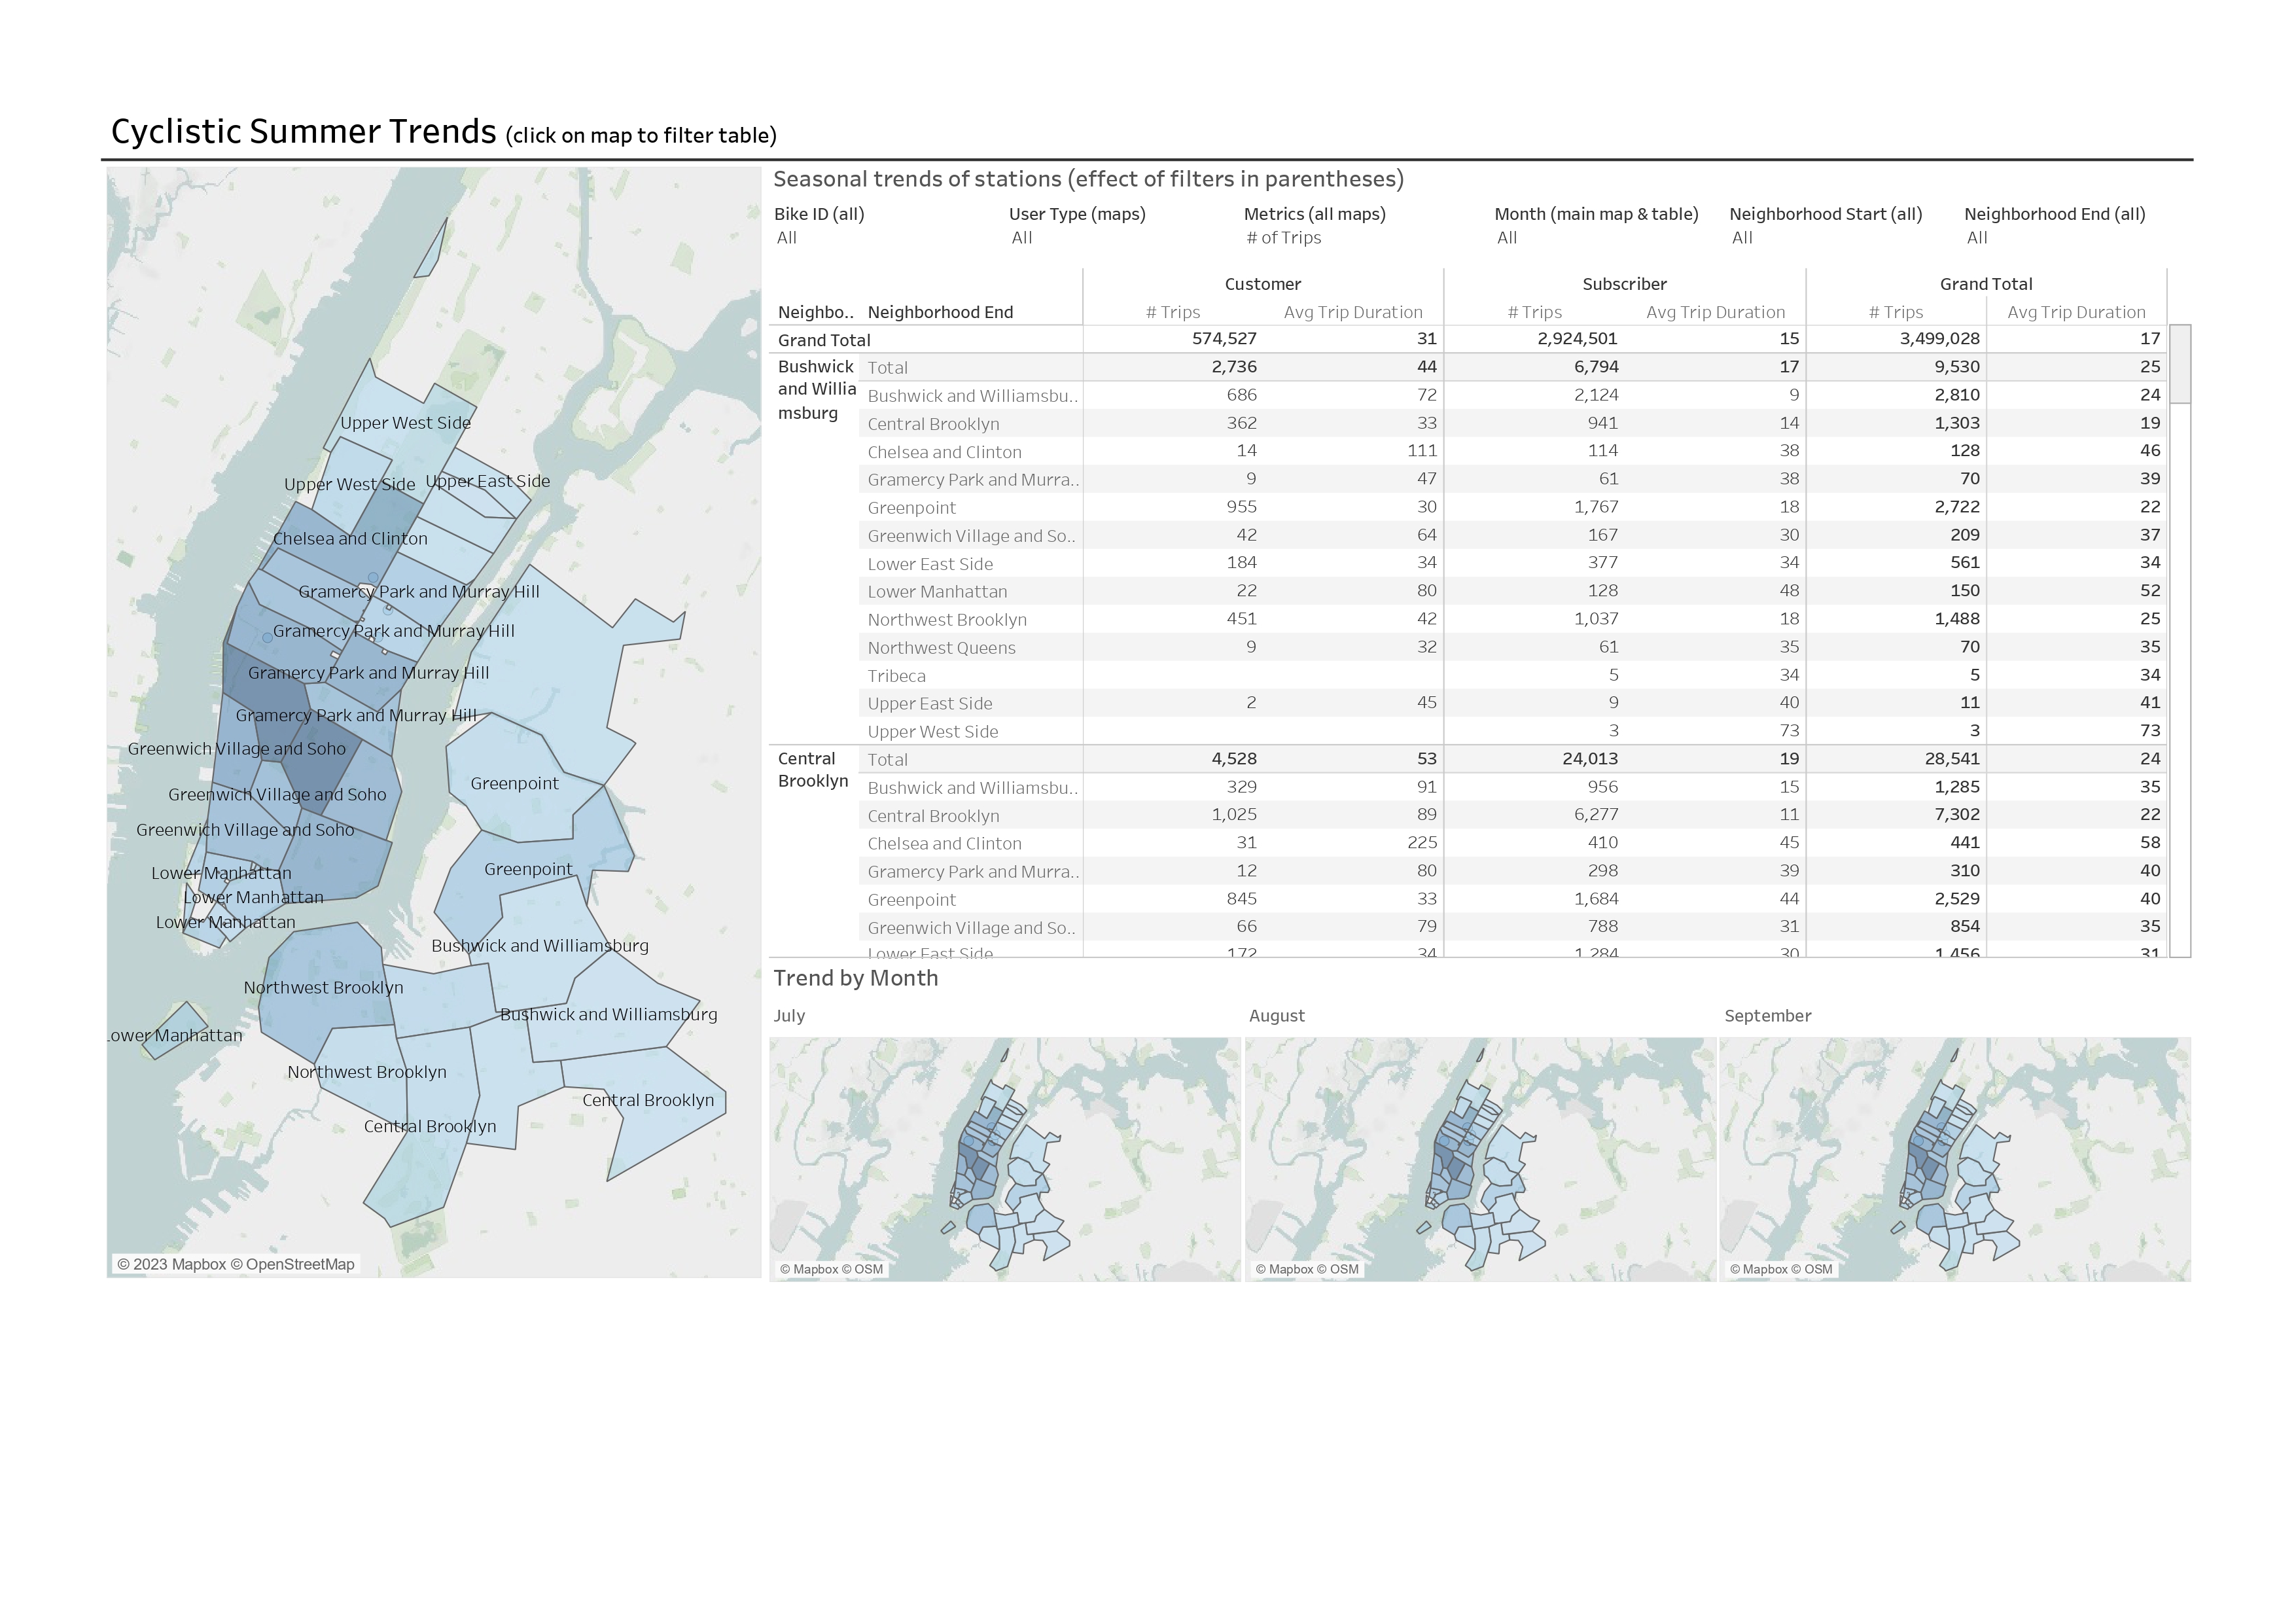 Cyclistic Summer Trends (click on map to filter table)
Upper West Side
Upper West Side
Upper East Side
Chelsea and Clinton
Gramercy Park and Murray Hill
Gramercy Park and Murray Hill
Gramercy Park and Murray Hill
Gramercy Park and Murray Hill
Greenwich Village and Soho
Greenpoint
Greenwich Village and Soho
Greenwich Village and Soho
Greenpoint
Lower Manhattan
Lower Manhattan
Lower Manhattan
Bushwick and Williamsburg
Northwest Brooklyn
Bushwick and Williamsburg
Lower Manhattan
Northwest Brooklyn
Central Brooklyn
Central Brooklyn
© 2023 Mapbox © OpenStreetMap
Seasonal trends of stations (effect of filters in parentheses)
Bike ID (all) User Type (maps) Metrics (all maps) Month (main map & table) Neighborhood Start (all) Neighborhood End (all)
All All # of Trips All All All
Customer Subscriber Grand Total
Neighbo.. Neighborhood End # Trips Avg Trip Duration # Trips Avg Trip Duration # Trips Avg Trip Duration
Grand Total 574,527 31 2,924,501 15 3,499,028 17
Bushwick Total 2,736 44 6,794 17 9,530 25
and Willia Bushwick and Williamsbu.. 686 72 2,124 9 2,810 24
msburg Central Brooklyn 362 33 941 14 1,303 19
Chelsea and Clinton 14 111 114 38 128 46
Gramercy Park and Murra.. 9 47 61 38 70 39
Greenpoint 955 30 1,767 18 2,722 22
Greenwich Village and So.. 42 64 167 30 209 37
Lower East Side 184 34 377 34 561 34
Lower Manhattan 22 80 128 48 150 52
Northwest Brooklyn 451 42 1,037 18 1,488 25
Northwest Queens 9 32 61 35 70 35
Tribeca 5 34 5 34
Upper East Side 2 45 9 40 11 41
Upper West Side 3 73 3 73
Central Total 4,528 53 24,013 19 28,541 24
Brooklyn Bushwick and Williamsbu.. 329 91 956 15 1,285 35
Central Brooklyn 1,025 89 6,277 11 7,302 22
Chelsea and Clinton 31 225 410 45 441 58
Gramercy Park and Murra.. 12 80 298 39 310 40
Greenpoint 845 33 1,684 44 2,529 40
Greenwich Village and So.. 66 79 788 31 854 35
Lower East Side 172 34 1,284 30 1,456 31
Trend by Month
July August September
© Mapbox © OSM © Mapbox © OSM © Mapbox © OSM